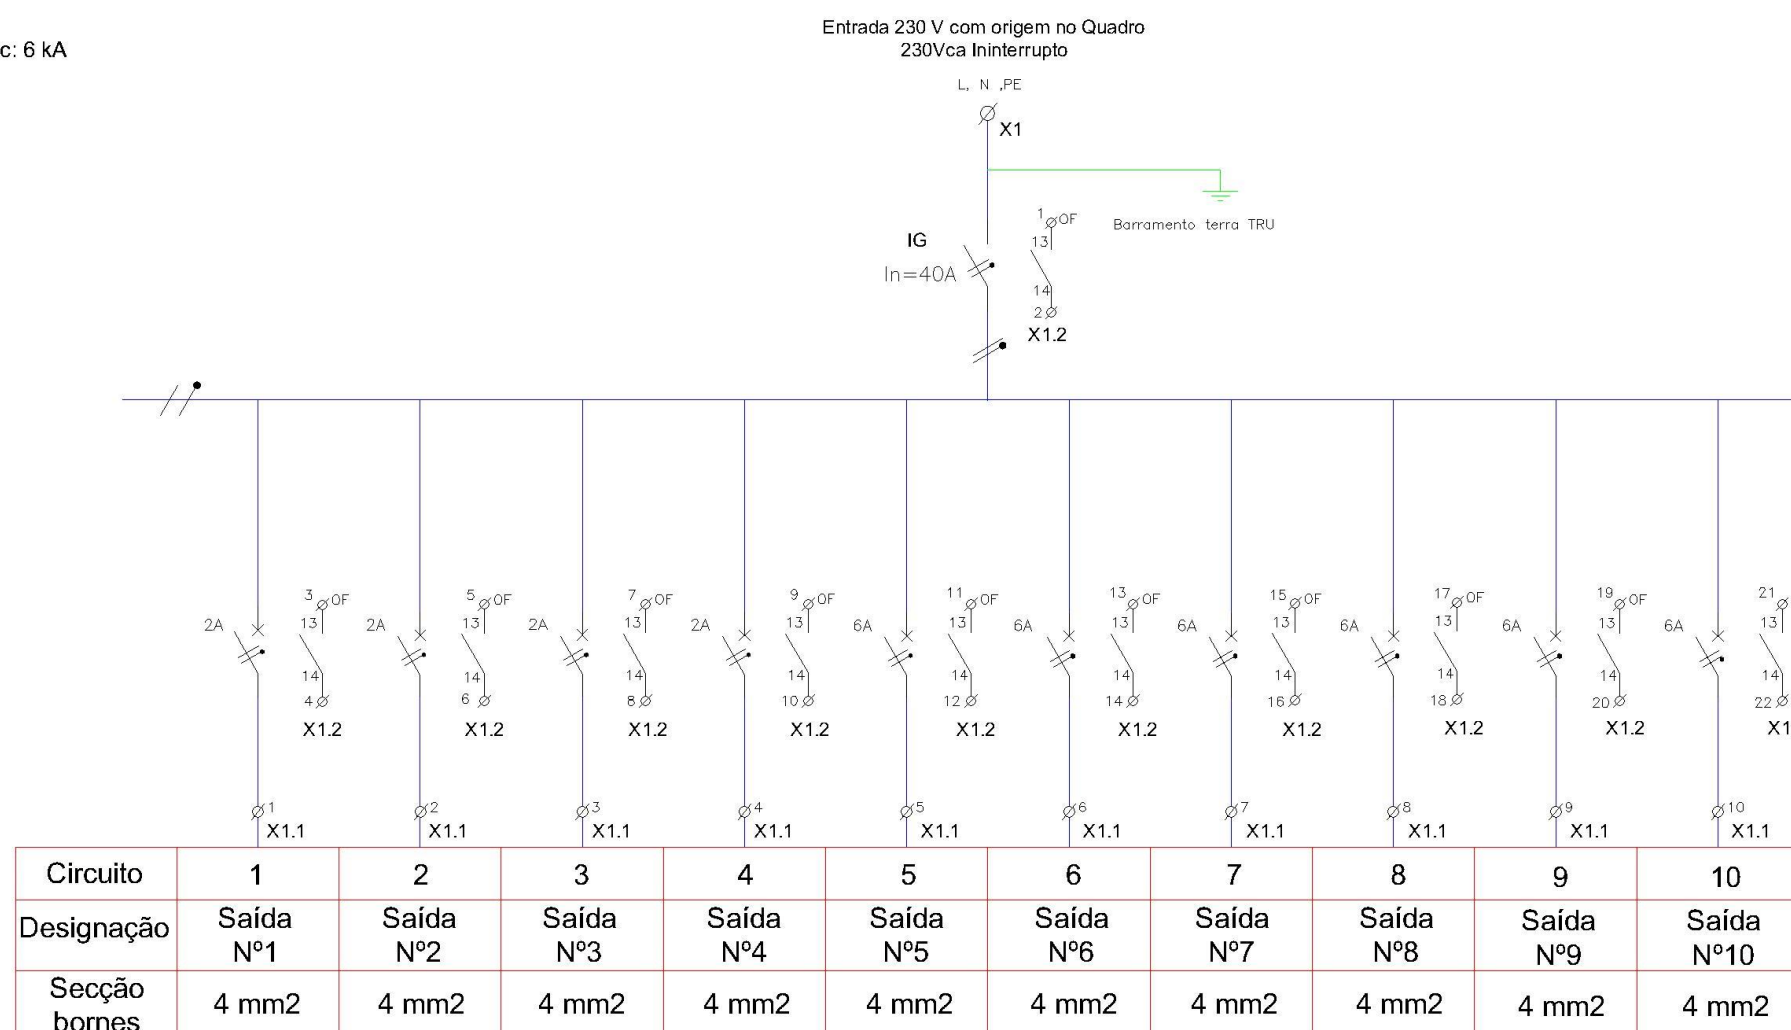 Entrada 230 V com origem no Quadro
c: 6 kA
230Vca Ininterrupto
L, N ,PE
X1
1 OF
Barramento terra TRU
IG
13
In=40A
14
2
X1.2
3 OF 5 OF 7 OF 9 OF 11 OF 13 OF 15 OF 17 OF 19 OF 21
2A 13 2A 13 2A 13 2A 13 6A 13 6A 13 6A 13 6A 13 6A 13 6A 13
14 14 14 14 14 14 14 14 14 14
4 6 8 10 12 14 16 18 20 22
X1.2 X1.2 X1.2 X1.2 X1.2 X1.2 X1.2 X1.2 X1.2 X1
1 2 3 4 5 6 7 8 9 10
X1.1 X1.1 X1.1 X1.1 X1.1 X1.1 X1.1 X1.1 X1.1 X1.1
Circuito 1 2 3 4 5 6 7 8 9 10
Designação Saída Saída Saída Saída Saída Saída Saída Saída Saída Saída
Nº1 Nº2 Nº3 Nº4 Nº5 Nº6 Nº7 Nº8 Nº9 Nº10
Secção 4 mm2 4 mm2 4 mm2 4 mm2 4 mm2 4 mm2 4 mm2 4 mm2 4 mm2 4 mm2
bornes